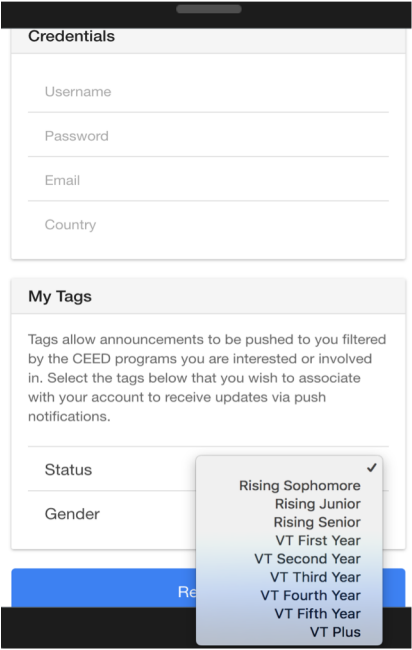 Credentials
Username
Password
Email
Country
My Tags
Tags allow announcements to be pushed to you filtered
by the CEED programs you are interested or involved
in. Select the tags below that you wish to associate
with your account to receive updates via push
notifications.
Status
Gender
Rising Sophomore
Rising Junior
Rising Senior
VT First Year
VT Second Year
VT Third Year
VT Fourth Year
VT Fifth Year
VT Plus
Re